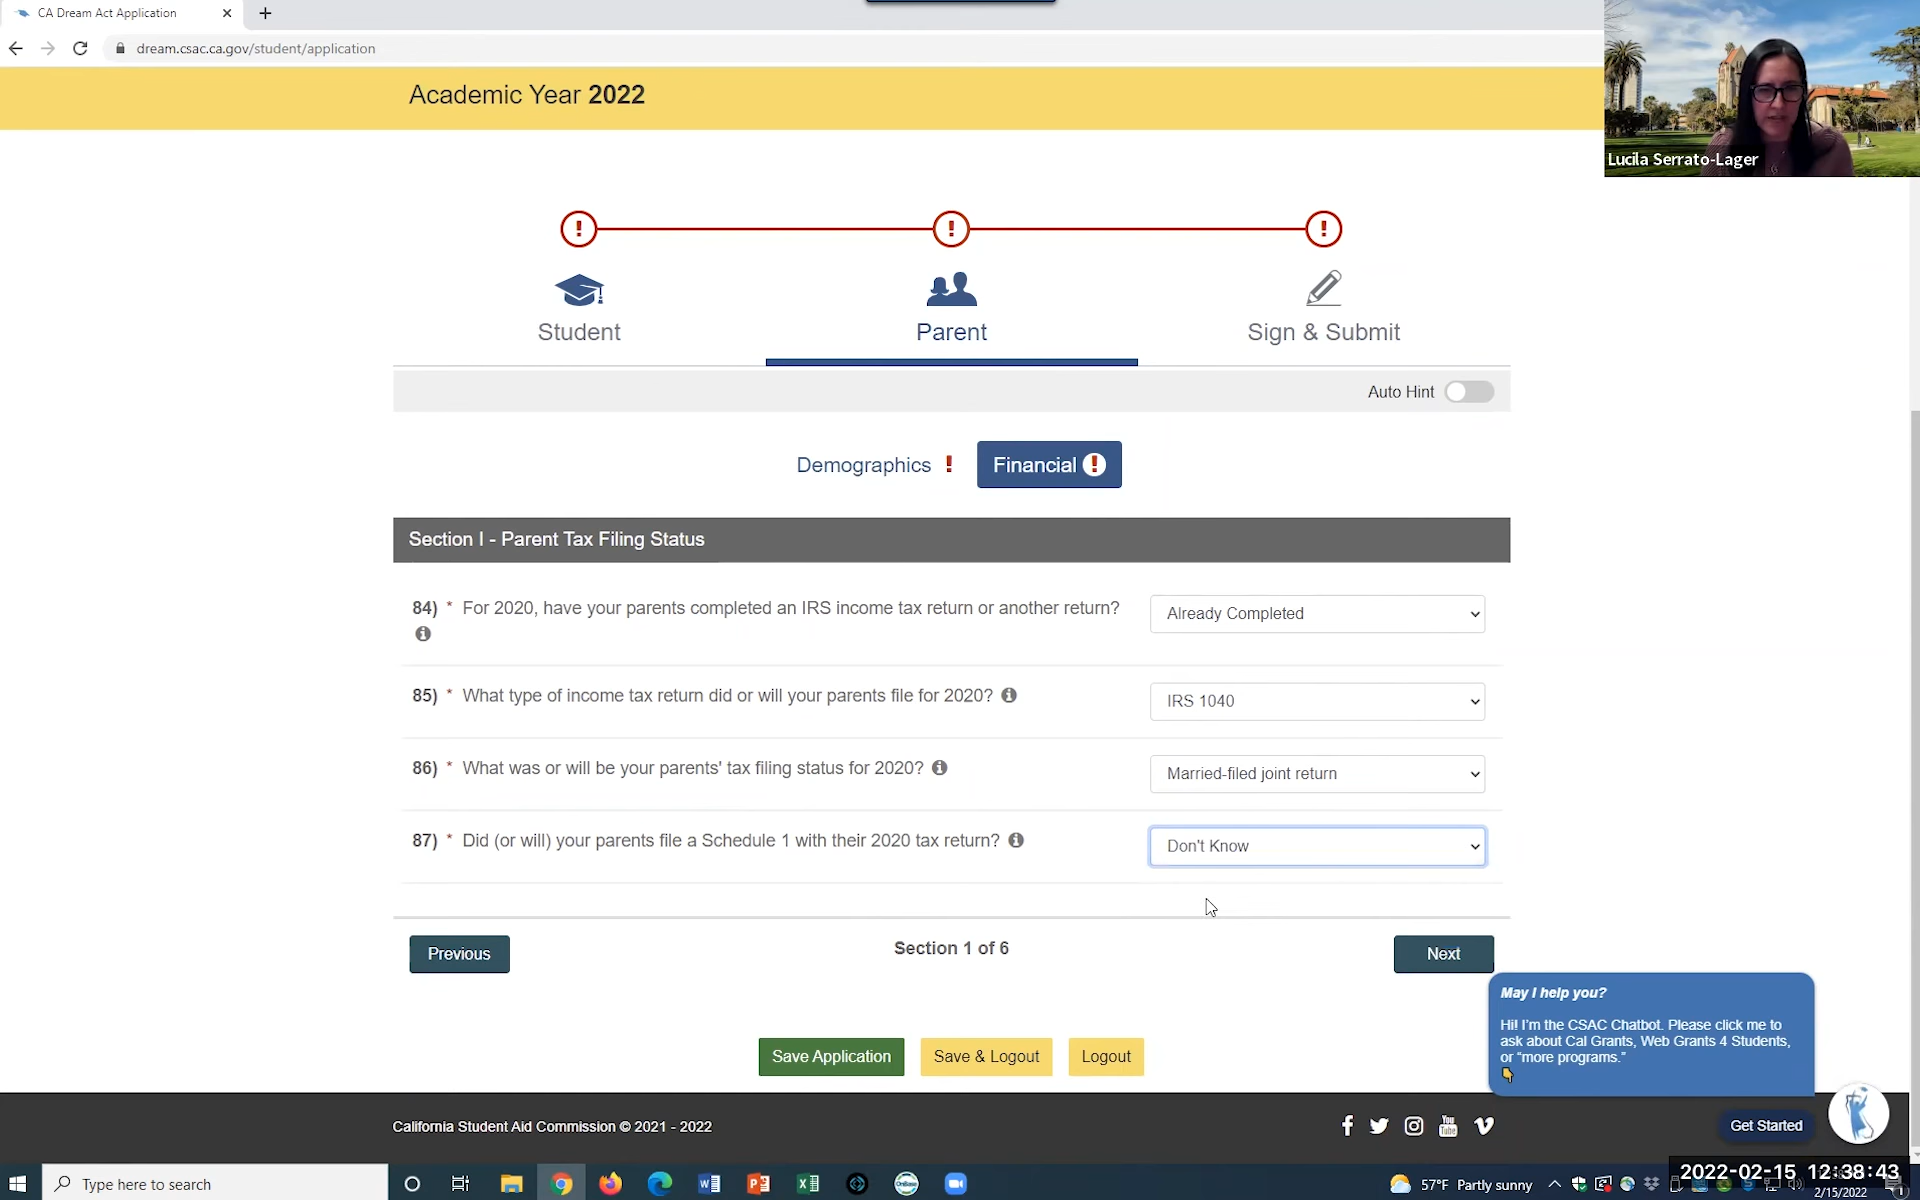 CA Dream Act Application
dream.csac.ca.gov/student/application
Academic Year 2022
Lucila Serrato-Lager
Student
Parent
Sign & Submit
Auto Hint
Demographics !
Financial !
Section I - Parent Tax Filing Status
84) * For 2020, have your parents completed an IRS income tax return or another return?
Already Completed
85) * What type of income tax return did or will your parents file for 2020?
IRS 1040
86) * What was or will be your parents' tax filing status for 2020?
Married-filed joint return
87) * Did (or will) your parents file a Schedule 1 with their 2020 tax return?
Don't Know
Previous
Section 1 of 6
Next
May I help you?
Hi! I'm the CSAC Chatbot. Please click me to
ask about Cal Grants, Web Grants 4 Students,
or “more programs.”
Save Application
Save & Logout
Logout
California Student Aid Commission © 2021 - 2022
You
Tube
Get Started
Type here to search
57°F Partly sunny
2022-02-15 12:38:43
2/15/2022